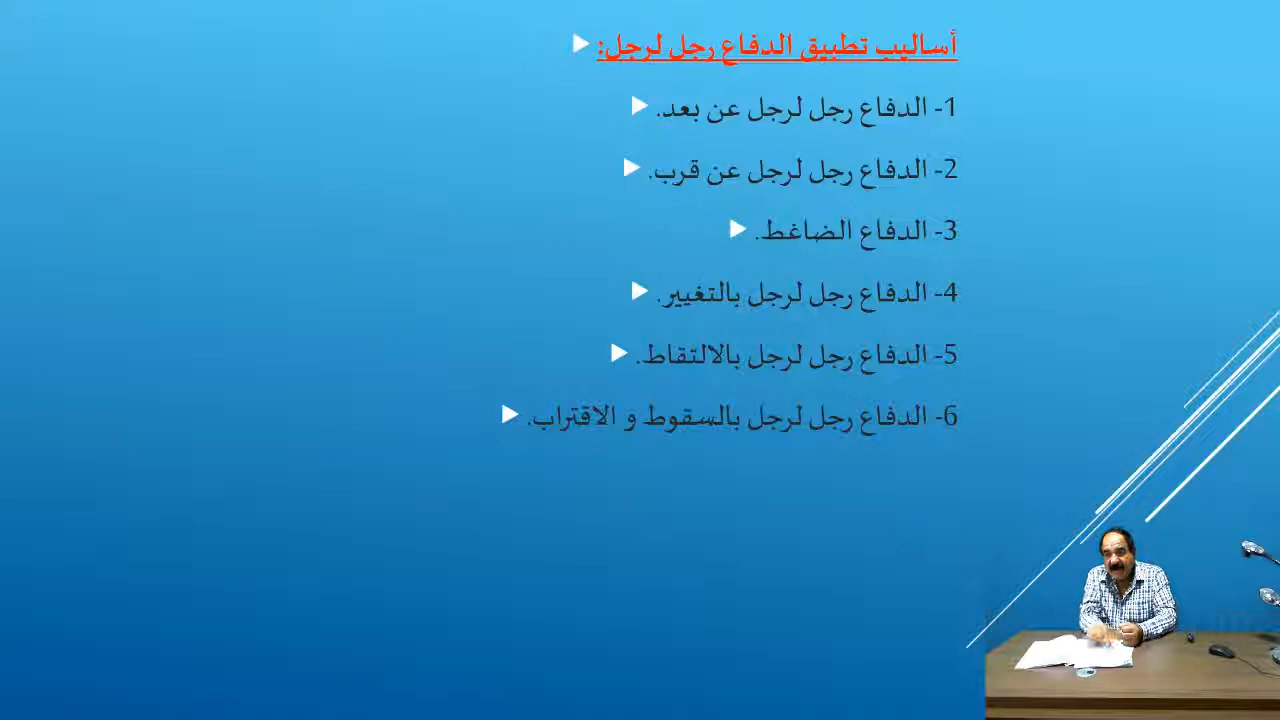 أساليب تطبيق الدفاع رجل لرجل:
1- الدفاع رجل لرجل عن بعد.
2- الدفاع رجل لرجل عن قرب.
3- الدفاع الضاغط.
4- الدفاع رجل لرجل بالتغيير.
5- الدفاع رجل لرجل بالالتقاط.
6- الدفاع رجل لرجل بالسقوط و الاقتراب.